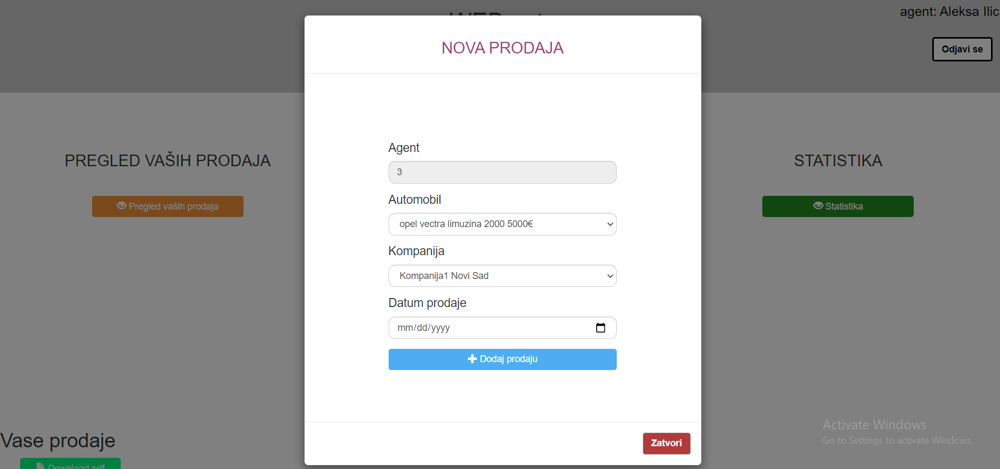 agent: Aleksa Ilic
Odjavi se
NOVA PRODAJA
PREGLED VAŠIH PRODAJA
Pregled vaših prodaja
STATISTIKA
Statistika
Agent
3
Automobil
opel vectra limuzina 2000 5000€
Kompanija
Kompanija1 Novi Sad
Datum prodaje
mm/dd/yyyy
Dodaj prodaju
Zatvori
Vase prodaje
Download pdf
Activate Windows
Go to Settings to activate Windows.